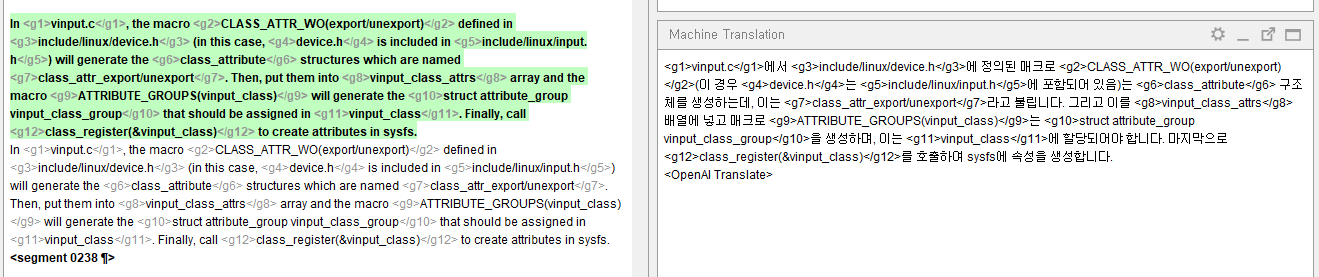 In <g1>vinput.c</g1>, the macro <g2>CLASS_ATTR_WO(export/unexport)</g2> defined in
<g3>include/linux/device.h</g3> (in this case, <g4>device.h</g4> is included in <g5>include/linux/input.
h</g5>) will generate the <g6>class_attribute</g6> structures which are named
<g7>class_attr_export/unexport</g7>. Then, put them into <g8>vinput_class_attrs</g8> array and the
macro <g9>ATTRIBUTE_GROUPS(vinput_class)</g9> will generate the <g10>struct attribute_group
vinput_class_group</g10> that should be assigned in <g11>vinput_class</g11>. Finally, call
<g12>class_register(&vinput_class)</g12> to create attributes in sysfs.
In <g1>vinput.c</g1>, the macro <g2>CLASS_ATTR_WO(export/unexport)</g2> defined in
<g3>include/linux/device.h</g3> (in this case, <g4>device.h</g4> is included in <g5>include/linux/input.h</g5>)
will generate the <g6>class_attribute</g6> structures which are named <g7>class_attr_export/unexport</g7>.
Then, put them into <g8>vinput_class_attrs</g8> array and the macro <g9>ATTRIBUTE_GROUPS(vinput_class)
</g9> will generate the <g10>struct attribute_group vinput_class_group</g10> that should be assigned in
<g11>vinput_class</g11>. Finally, call <g12>class_register(&vinput_class)</g12> to create attributes in sysfs.
<segment 0238 ¶>
Machine Translation
<g1>vinput.c</g1>에서 <g3>include/linux/device.h</g3>에 정의된 매크로 <g2>CLASS_ATTR_WO(export/unexport)
</g2>(이 경우 <g4>device.h</g4>는 <g5>include/linux/input.h</g5>에 포함되어 있음)는 <g6>class_attribute</g6> 구조
체를 생성하는데, 이는 <g7>class_attr_export/unexport</g7>라고 불립니다. 그리고 이를 <g8>vinput_class_attrs</g8>
배열에 넣고 매크로 <g9>ATTRIBUTE_GROUPS(vinput_class)</g9>는 <g10>struct attribute_group
vinput_class_group</g10>을 생성하며, 이는 <g11>vinput_class</g11>에 할당되어야 합니다. 마지막으로
<g12>class_register(&vinput_class)</g12>를 호출하여 sysfs에 속성을 생성합니다.
<OpenAI Translate>